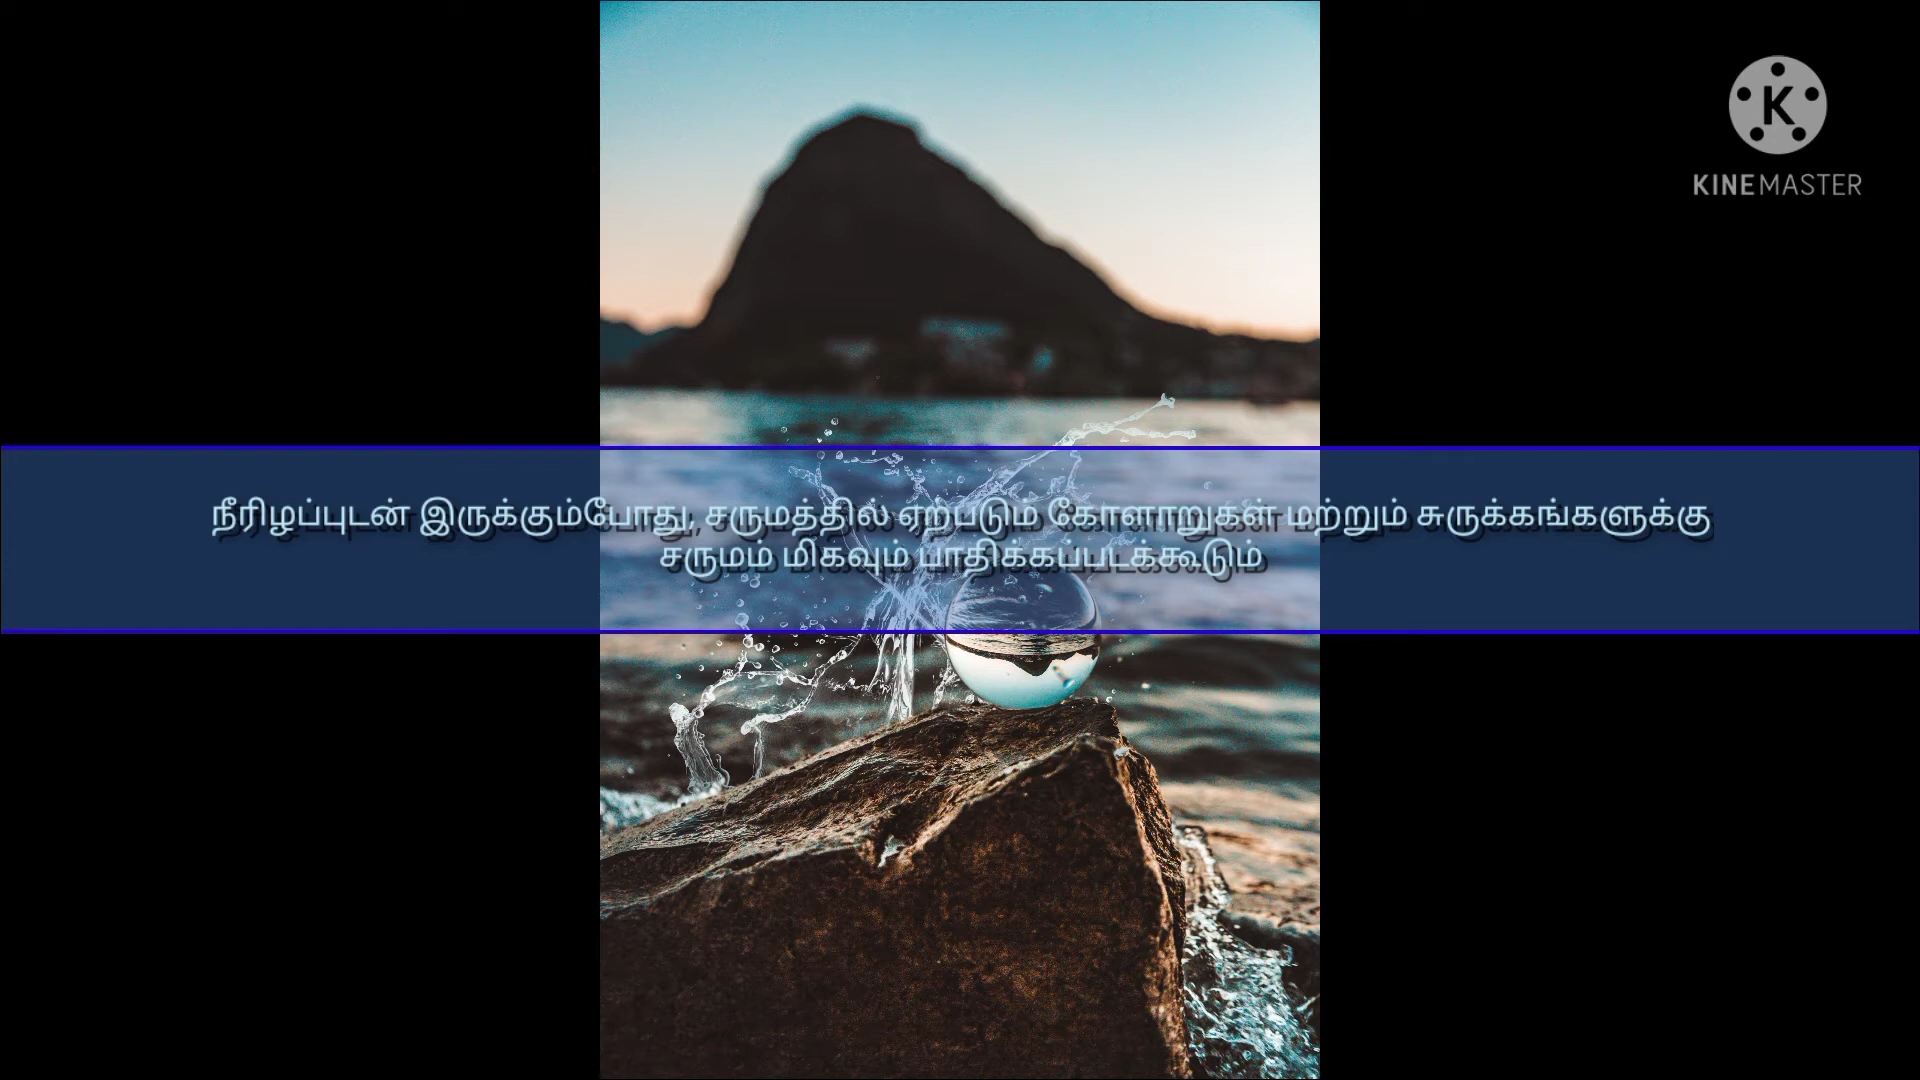 K
KINEMASTER
நீரிழப்புடன் இருக்கும்போது, சருமத்தில் ஏற்படும் கோளாறுகள் மற்றும் சுருக்கங்களுக்கு
சருமம் மிகவும் பாதிக்கப்படக்கூடும்